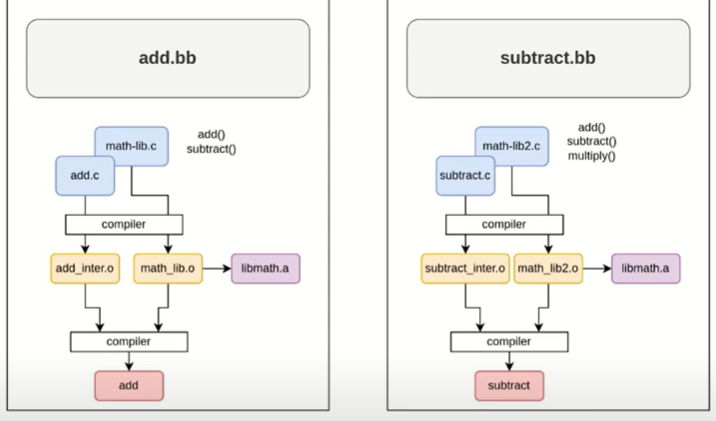 add.bb
math-lib.c
add()
subtract()
add.c
compiler
add_inter.o
math_lib.o
libmath.a
compiler
add
subtract.bb
math-lib2.c
add()
subtract()
multiply()
subtract.c
compiler
subtract_inter.o
math_lib2.o
libmath.a
compiler
subtract